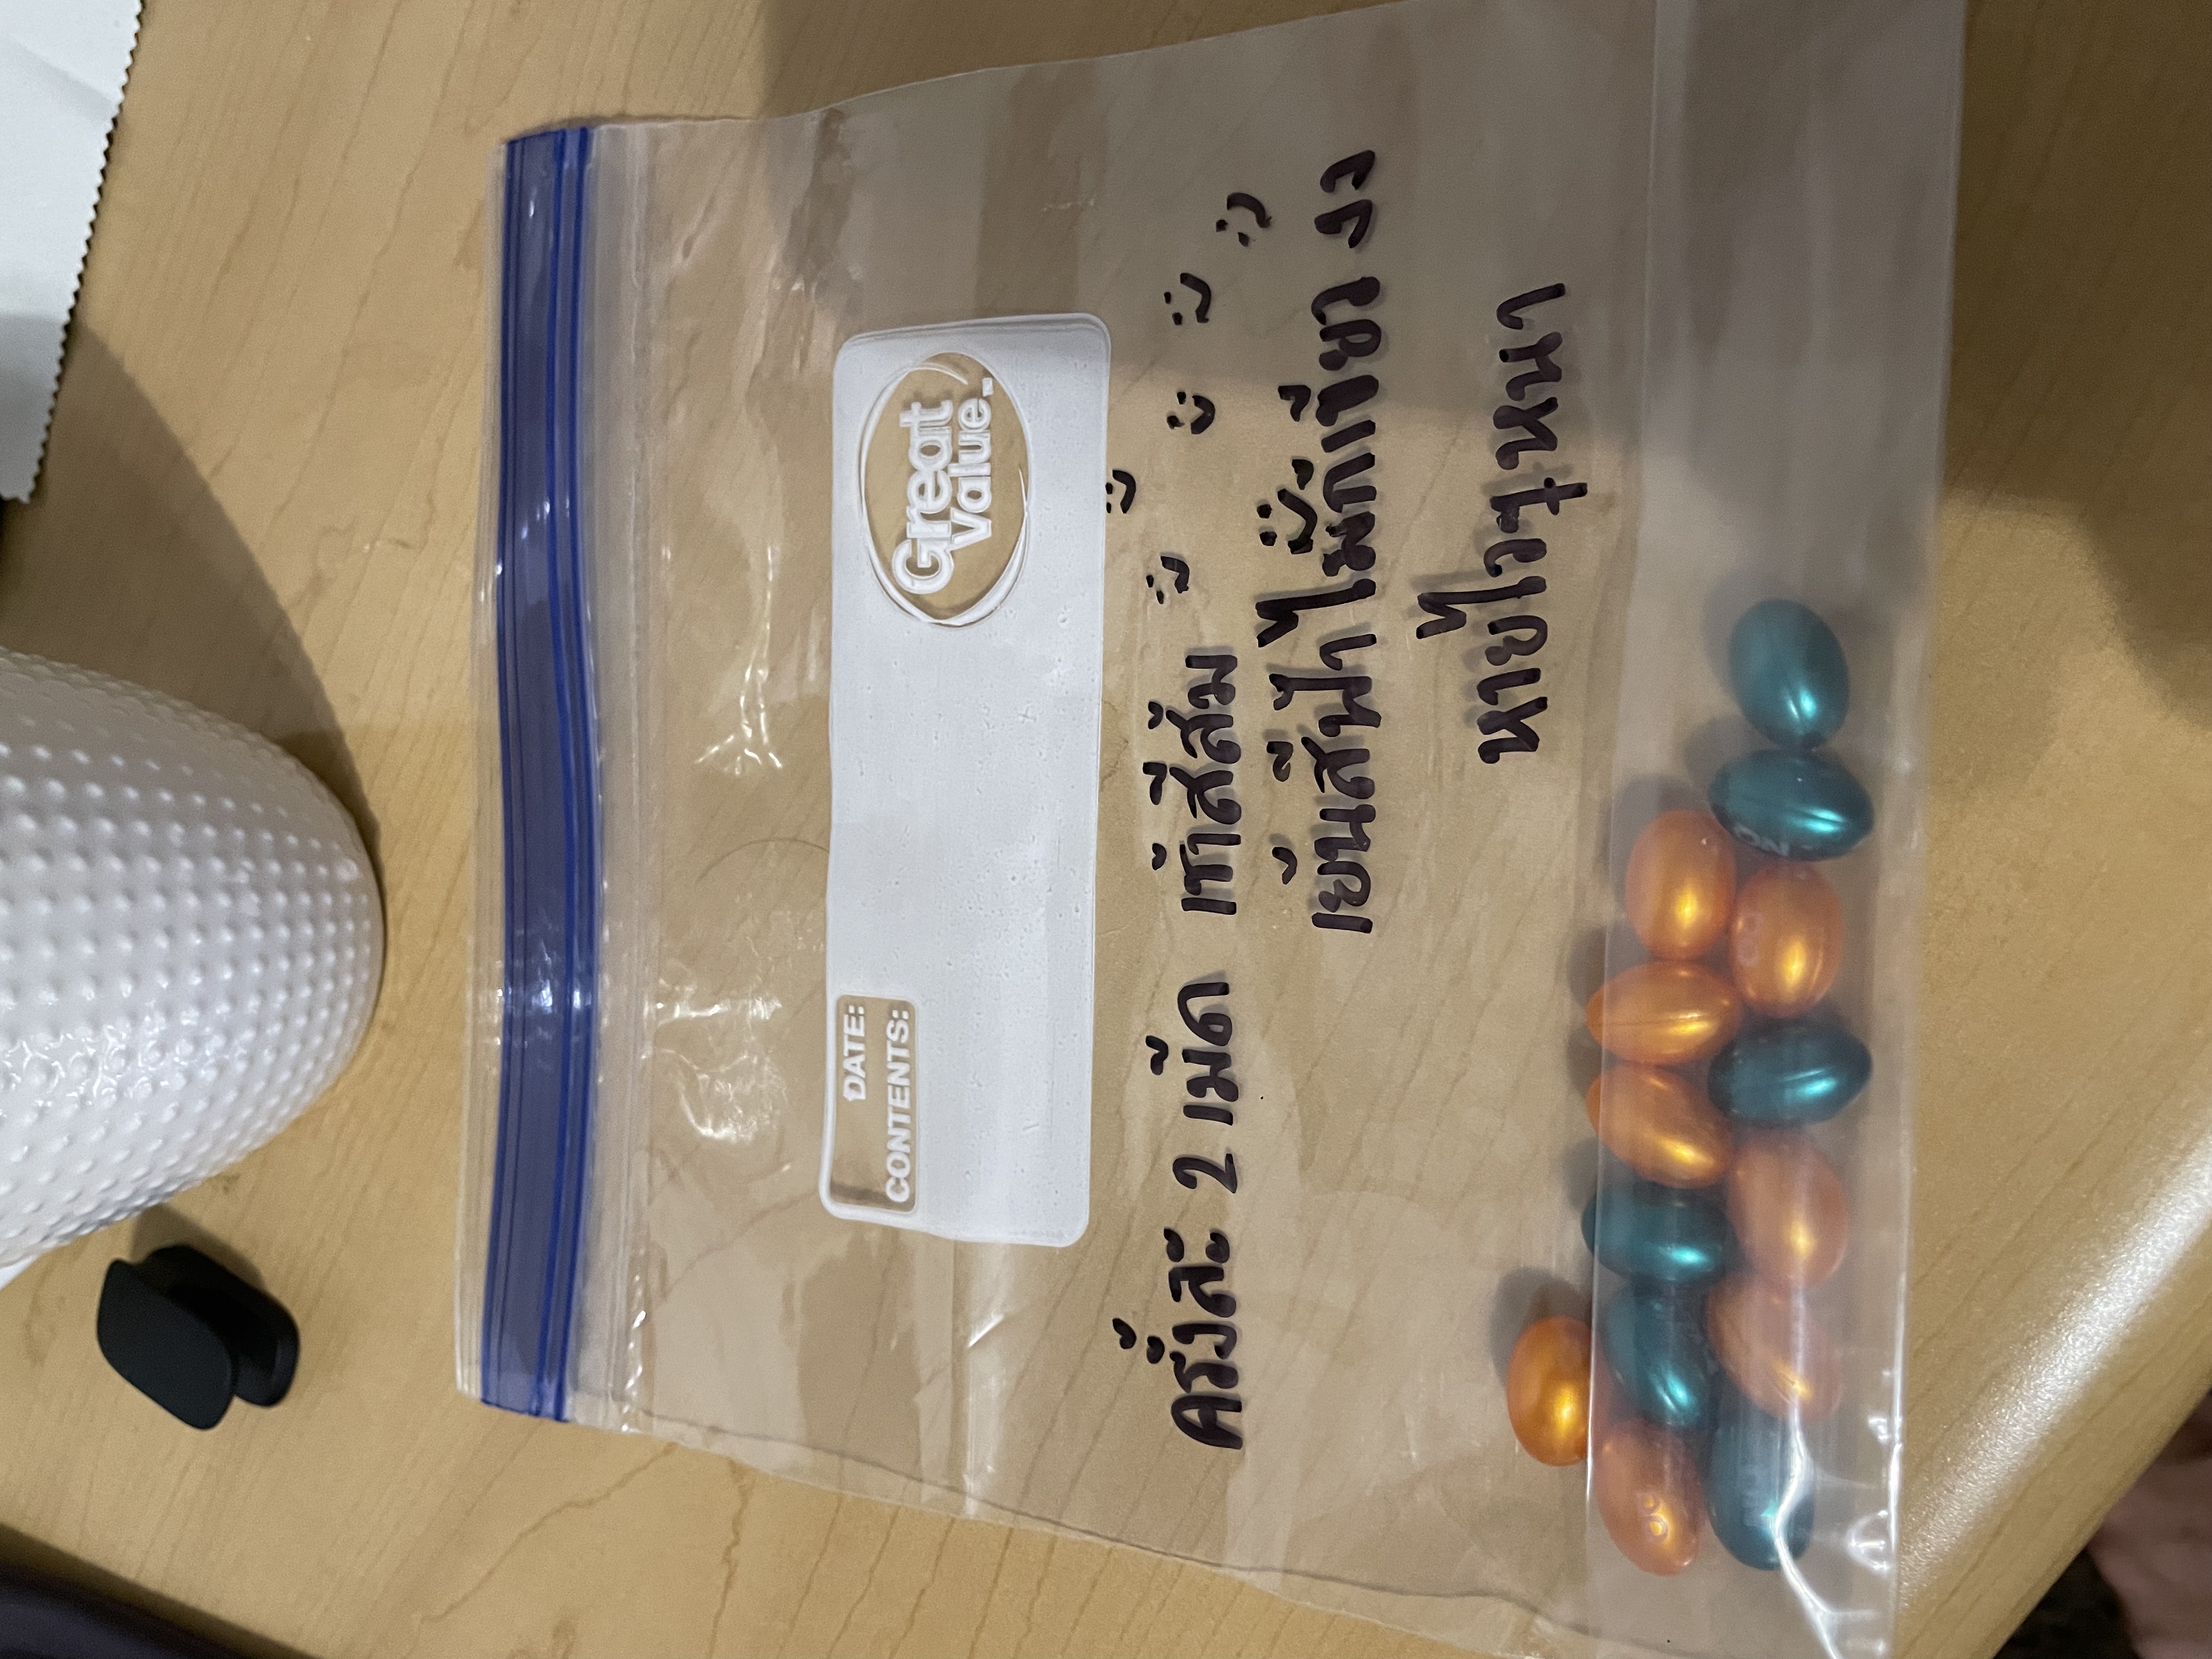 DATE:
CONTENTS:
Great
Value.
ครั้งละ 2 เม็ด เช้าสีส้ม
เย็นสีฟ้าไม่ก็เขียว งง
หายไวๆ หนา